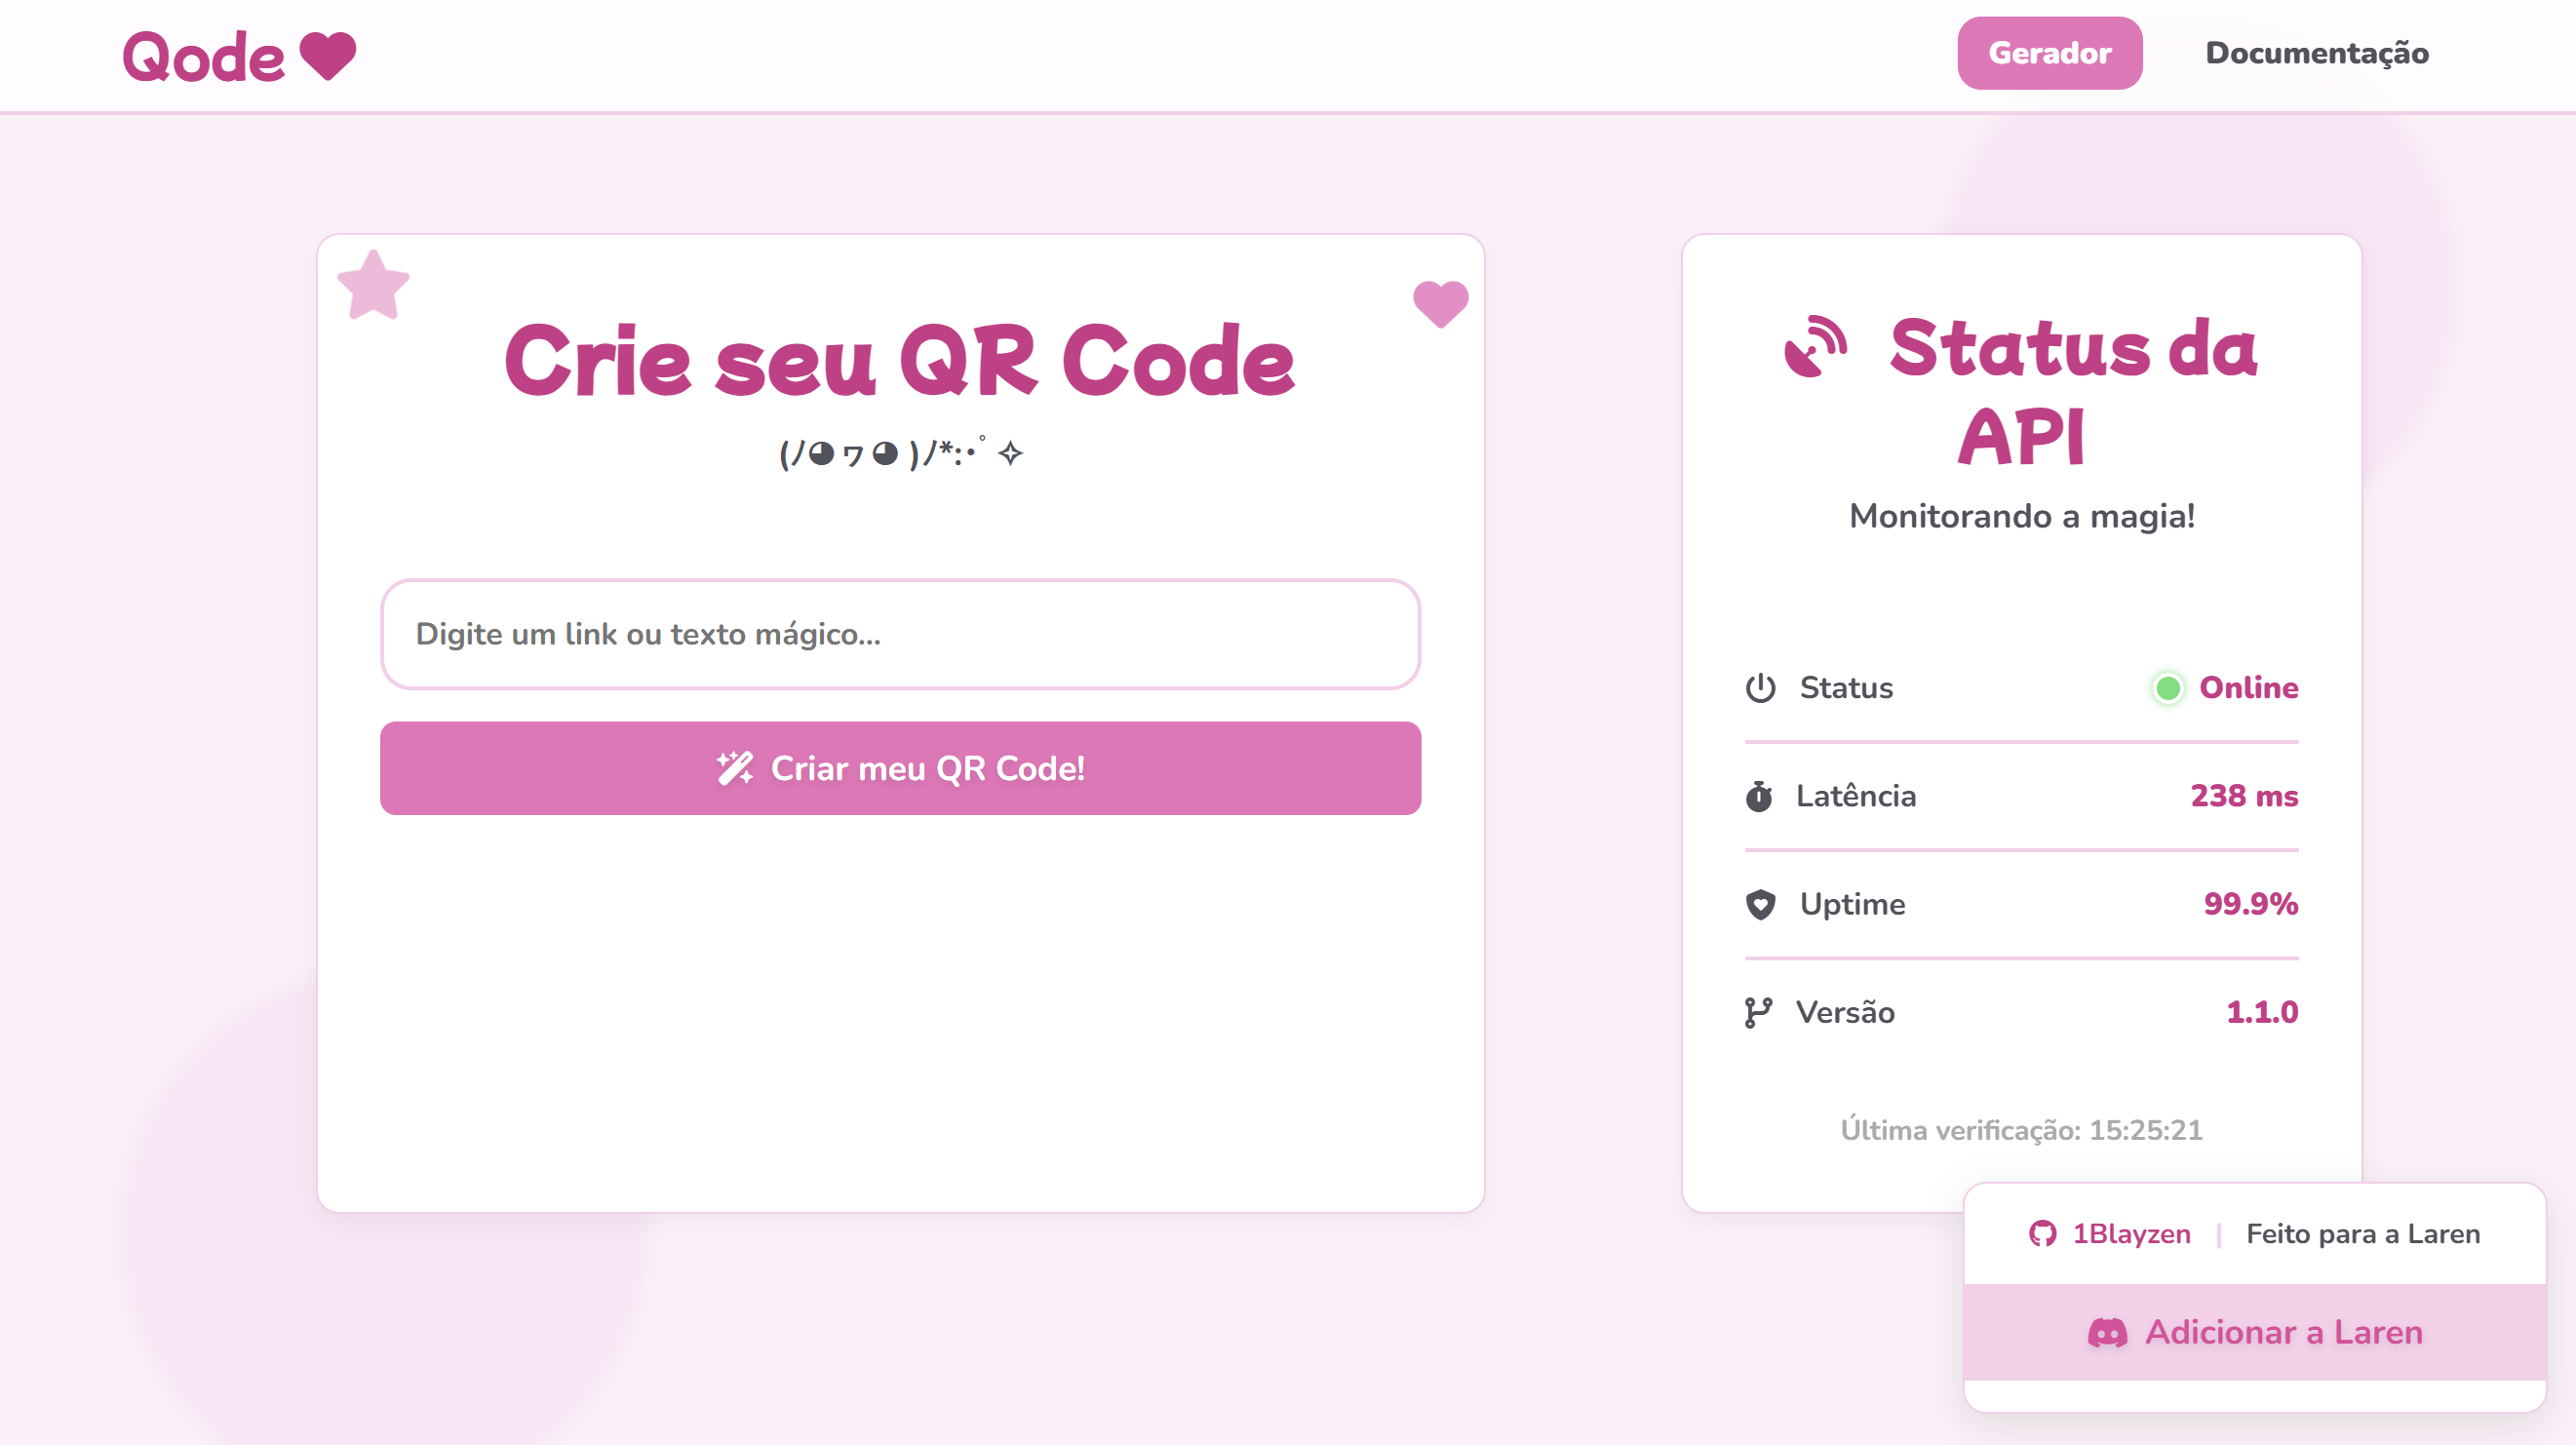 Qode
Gerador
Documentação
Crie seu QR Code
(ﾉ◕ヮ◕)ﾉ*:･ﾟ✧
Digite um link ou texto mágico...
Criar meu QR Code!
Status da
API
Monitorando a magia!
Status Online
Latência 238 ms
Uptime 99.9%
Versão 1.1.0
Última verificação: 15:25:21
1Blayzen | Feito para a Laren
Adicionar a Laren